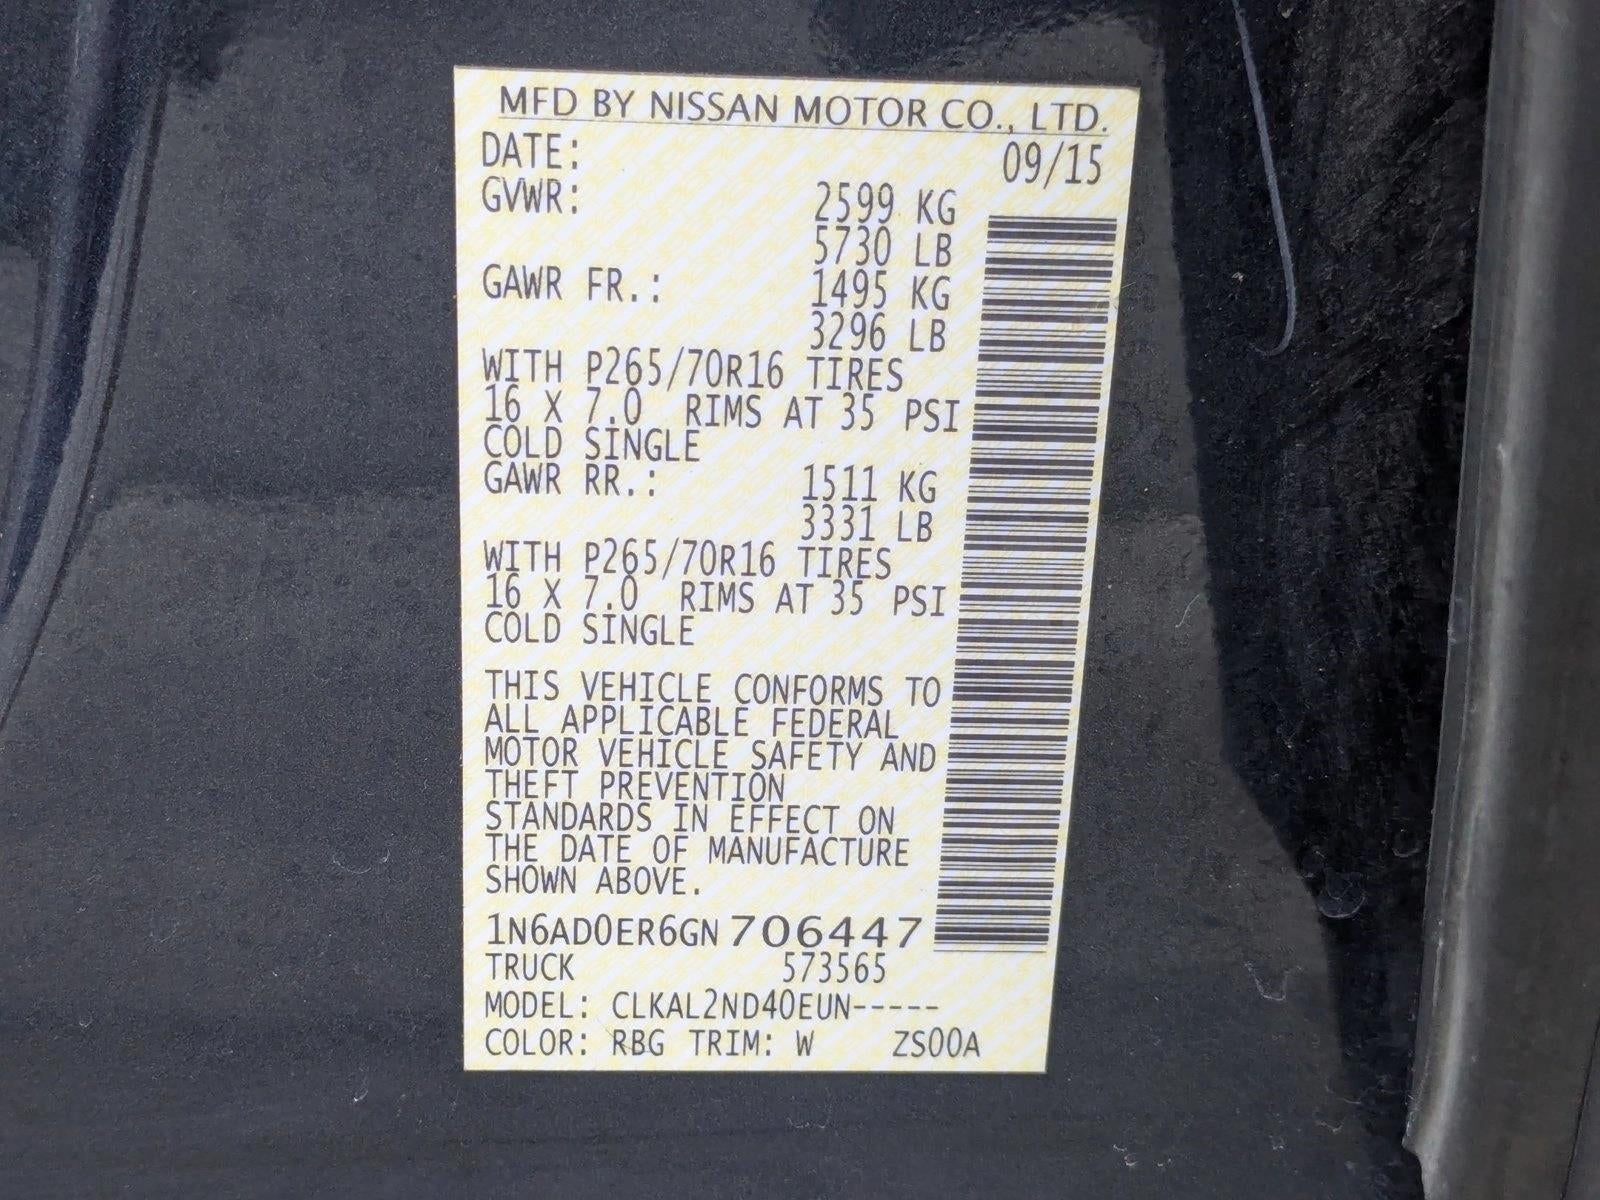 MFD BY NISSAN MOTOR CO., LTD.
DATE: 09/15
GVWR: 2599 KG
5730 LB
GAWR FR.: 1495 KG
3296 LB
WITH P265/70R16 TIRES
16 X 7.0 RIMS AT 35 PSI
COLD SINGLE
GAWR RR.: 1511 KG
3331 LB
WITH P265/70R16 TIRES
16 X 7.0 RIMS AT 35 PSI
COLD SINGLE
THIS VEHICLE CONFORMS TO
ALL APPLICABLE FEDERAL
MOTOR VEHICLE SAFETY AND
THEFT PREVENTION
STANDARDS IN EFFECT ON
THE DATE OF MANUFACTURE
SHOWN ABOVE.
1N6AD0ER6GN706447
TRUCK 573565
MODEL: CLKAL2ND40EUN-----
COLOR: RBG TRIM: W ZS00A